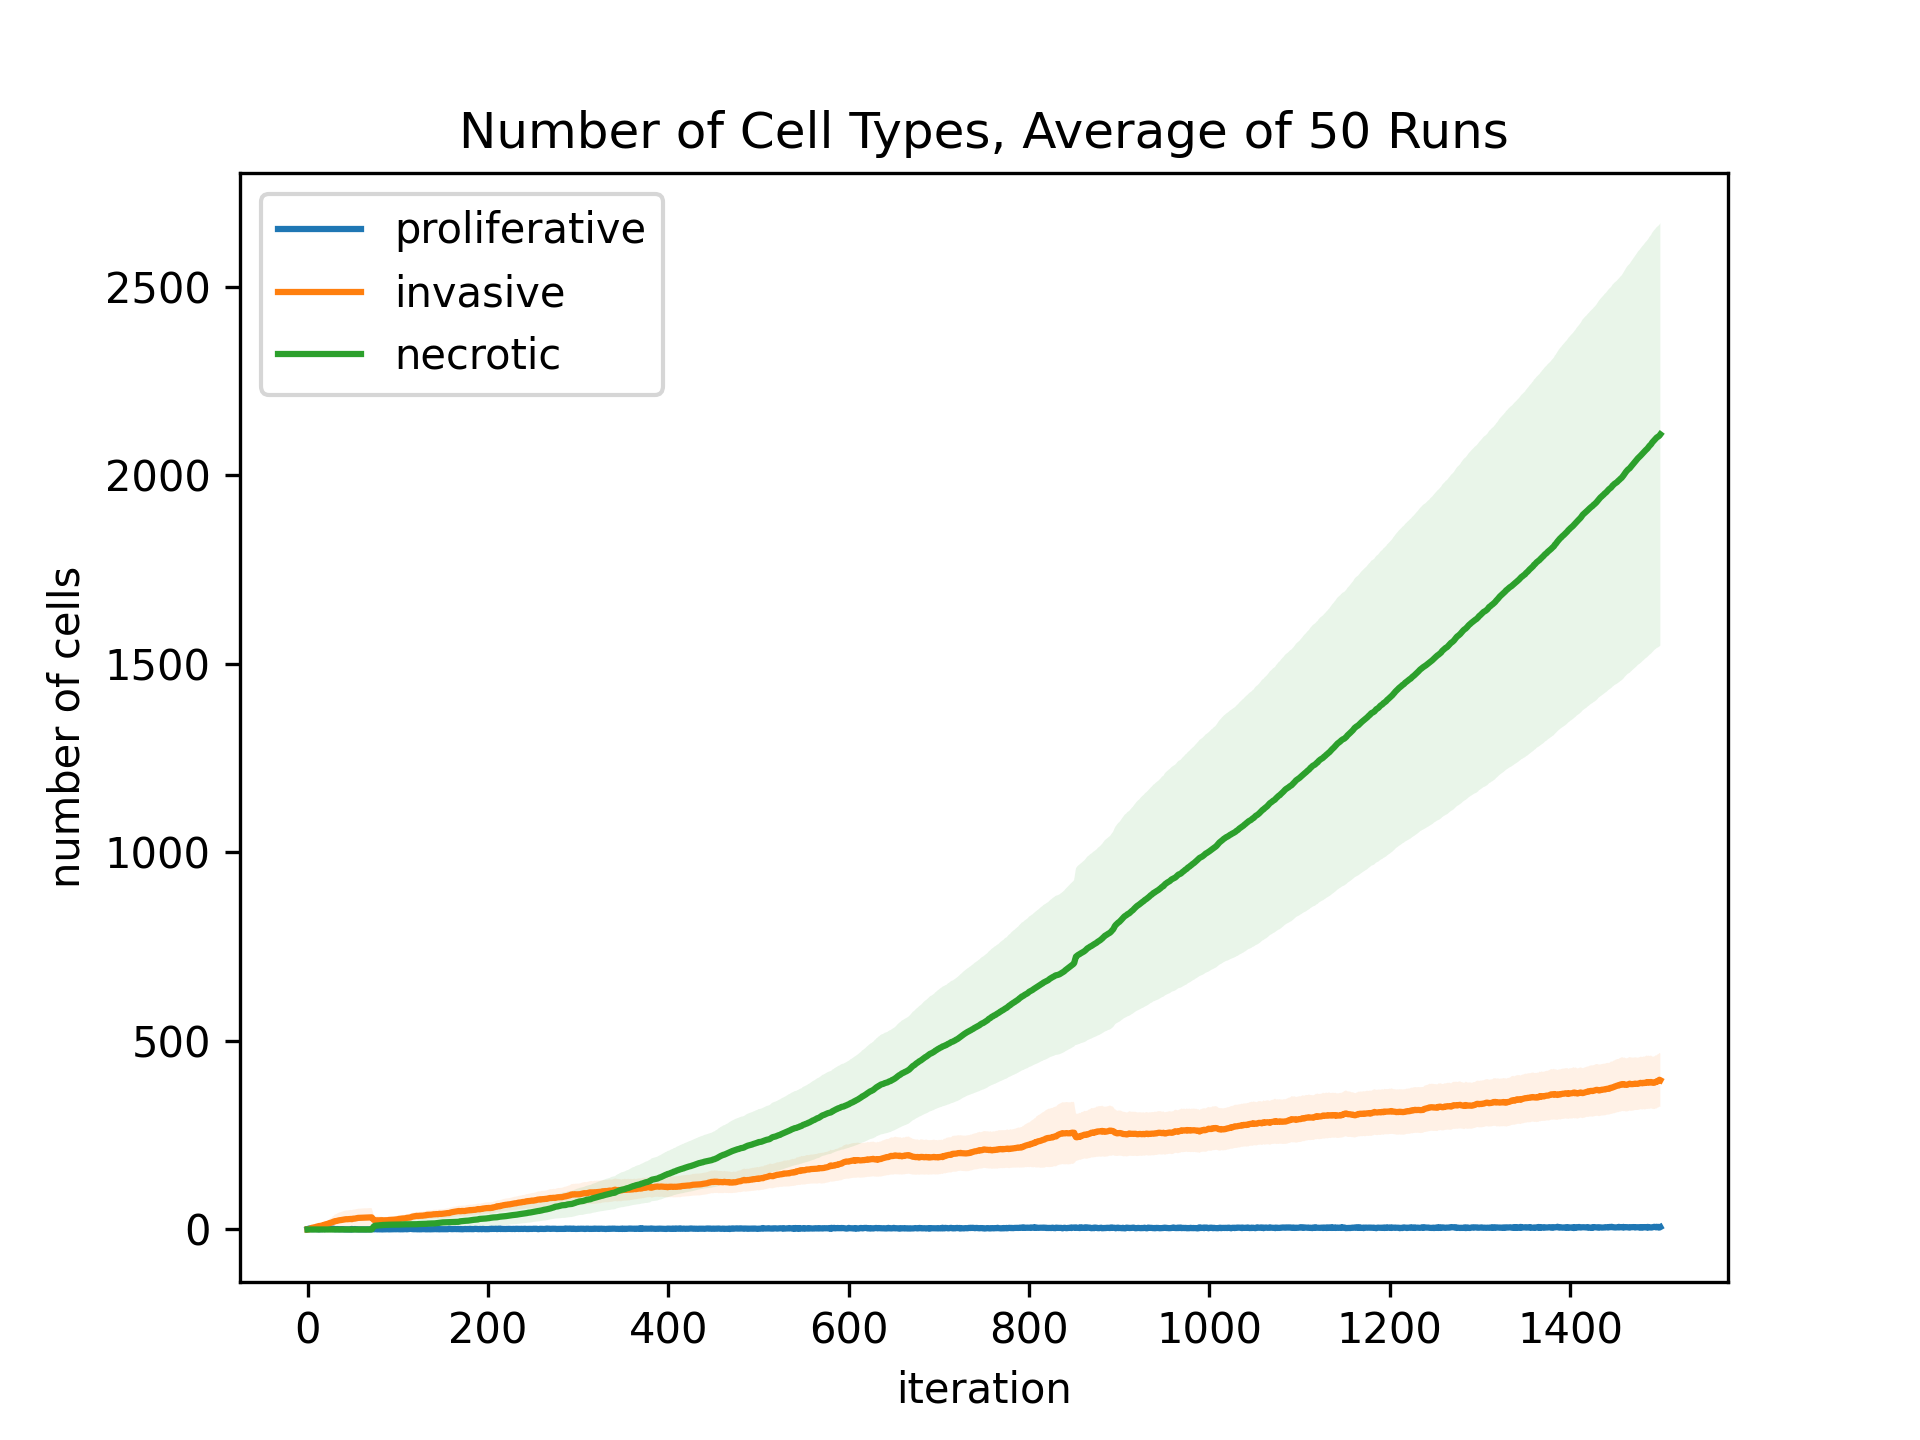 Number of Cell Types, Average of 50 Runs
proliferative
invasive
necrotic
2500
2000
1500
1000
500
0
number of cells
0 200 400 600 800 1000 1200 1400
iteration